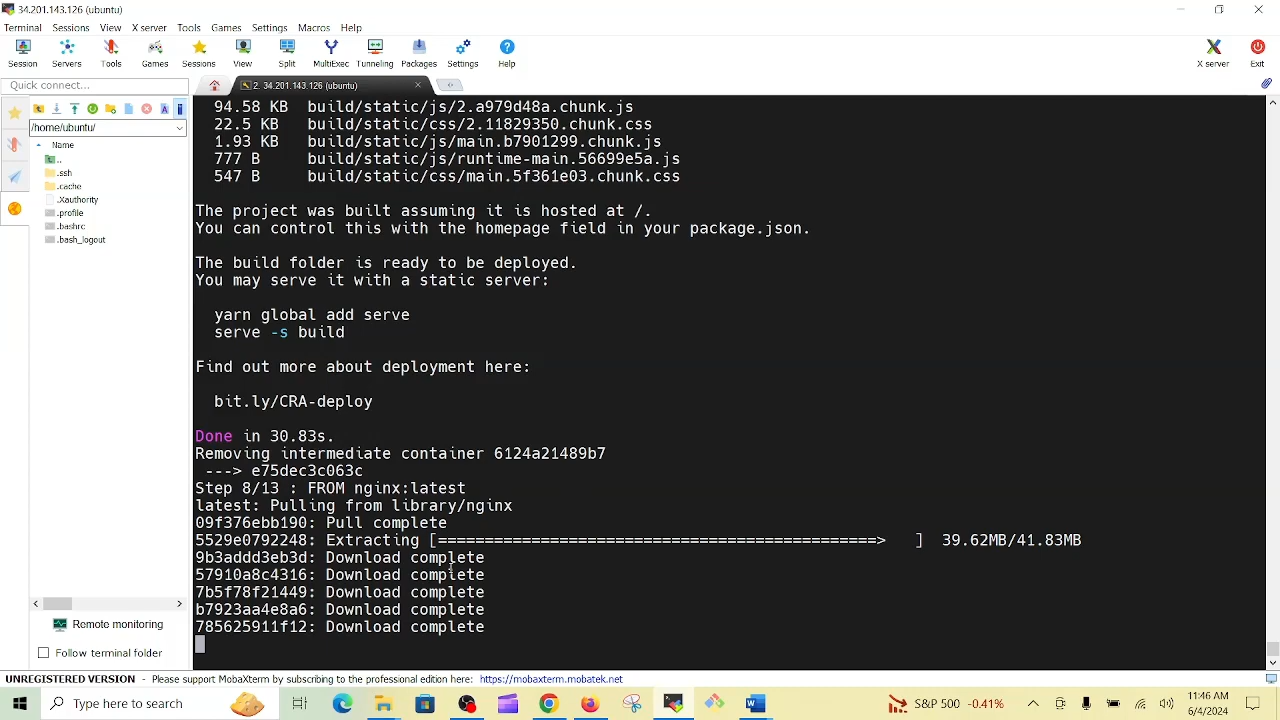 34.201.143.126 (ubuntu)
Terminal Sessions View X server Tools Games Settings Macros Help
Session Servers Tools Games Sessions View Split MultiExec Tunneling Packages Settings Help X server Exit
Quick connect...
2. 34.201.143.126 (ubuntu)
/home/ubuntu/
Name
..
.ssh
.cache
.Xauthority
.profile
.bashrc
.bash_logout
94.58 KB build/static/js/2.a979d48a.chunk.js
22.5 KB build/static/css/2.11829350.chunk.css
1.93 KB build/static/js/main.b7901299.chunk.js
777 B build/static/js/runtime-main.56699e5a.js
547 B build/static/css/main.5f361e03.chunk.css
The project was built assuming it is hosted at /.
You can control this with the homepage field in your package.json.
The build folder is ready to be deployed.
You may serve it with a static server:
yarn global add serve
serve -s build
Find out more about deployment here:
bit.ly/CRA-deploy
Done in 30.83s.
Removing intermediate container 6124a21489b7
---> e75dec3c063c
Step 8/13 : FROM nginx:latest
latest: Pulling from library/nginx
09f376ebb190: Pull complete
5529e0792248: Extracting [===============================================> ] 39.62MB/41.83MB
9b3addd3eb3d: Download complete
57910a8c4316: Download complete
7b5f78f21449: Download complete
b7923aa4e8a6: Download complete
785625911f12: Download complete
Remote monitoring
Follow terminal folder
UNREGISTERED VERSION - Please support MobaXterm by subscribing to the professional edition here: https://mobaxterm.mobatek.net
Type here to search
S&P 500 -0.41%
11:46 AM
6/4/2024